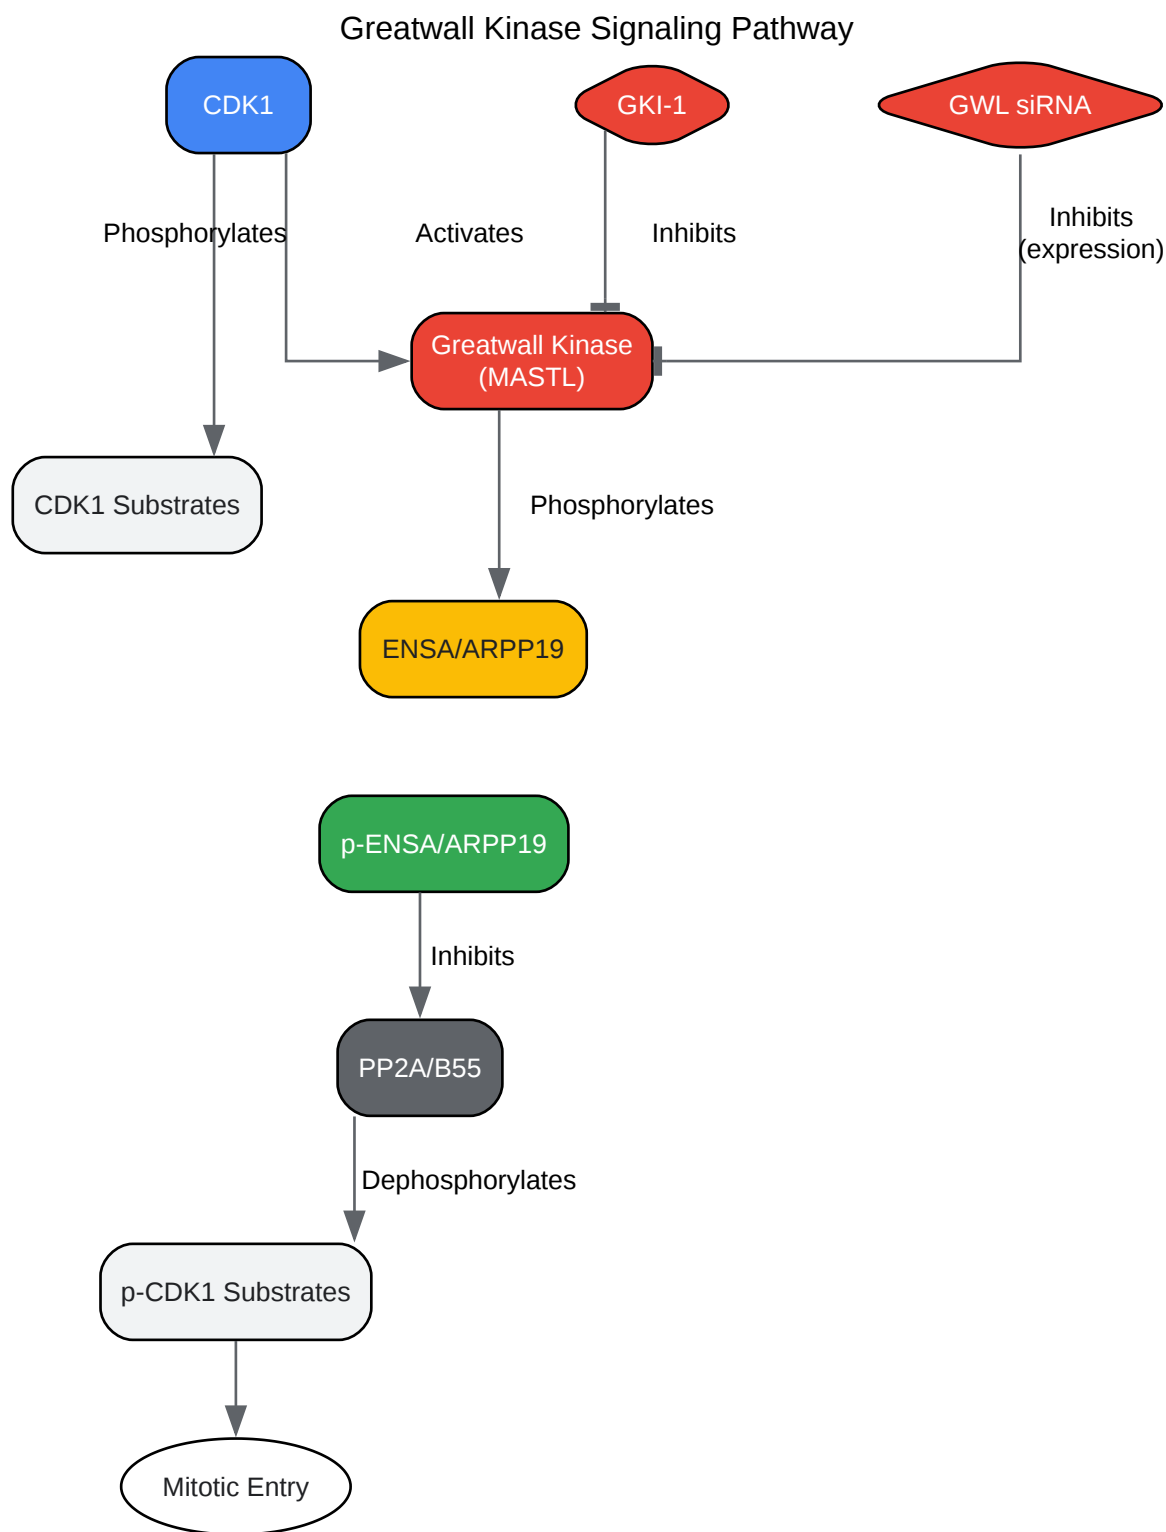 Greatwall Kinase Signaling Pathway
CDK1
GKI-1
GWL siRNA
Phosphorylates
Activates
Inhibits
Inhibits
(expression)
Greatwall Kinase
(MASTL)
CDK1 Substrates
Phosphorylates
ENSA/ARPP19
p-ENSA/ARPP19
Inhibits
PP2A/B55
Dephosphorylates
p-CDK1 Substrates
Mitotic Entry